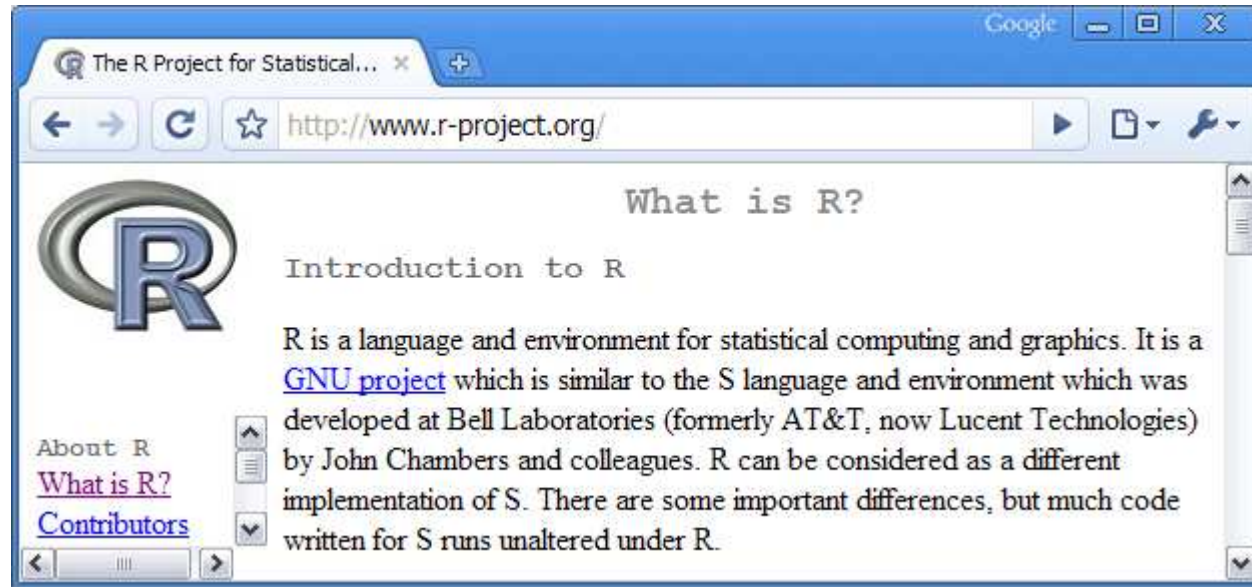 Google
The R Project for Statistical...
http://www.r-project.org/
R
What is R?
Introduction to R
R is a language and environment for statistical computing and graphics. It is a
GNU project which is similar to the S language and environment which was
developed at Bell Laboratories (formerly AT&T, now Lucent Technologies)
by John Chambers and colleagues. R can be considered as a different
implementation of S. There are some important differences, but much code
written for S runs unaltered under R.
About R
What is R?
Contributors